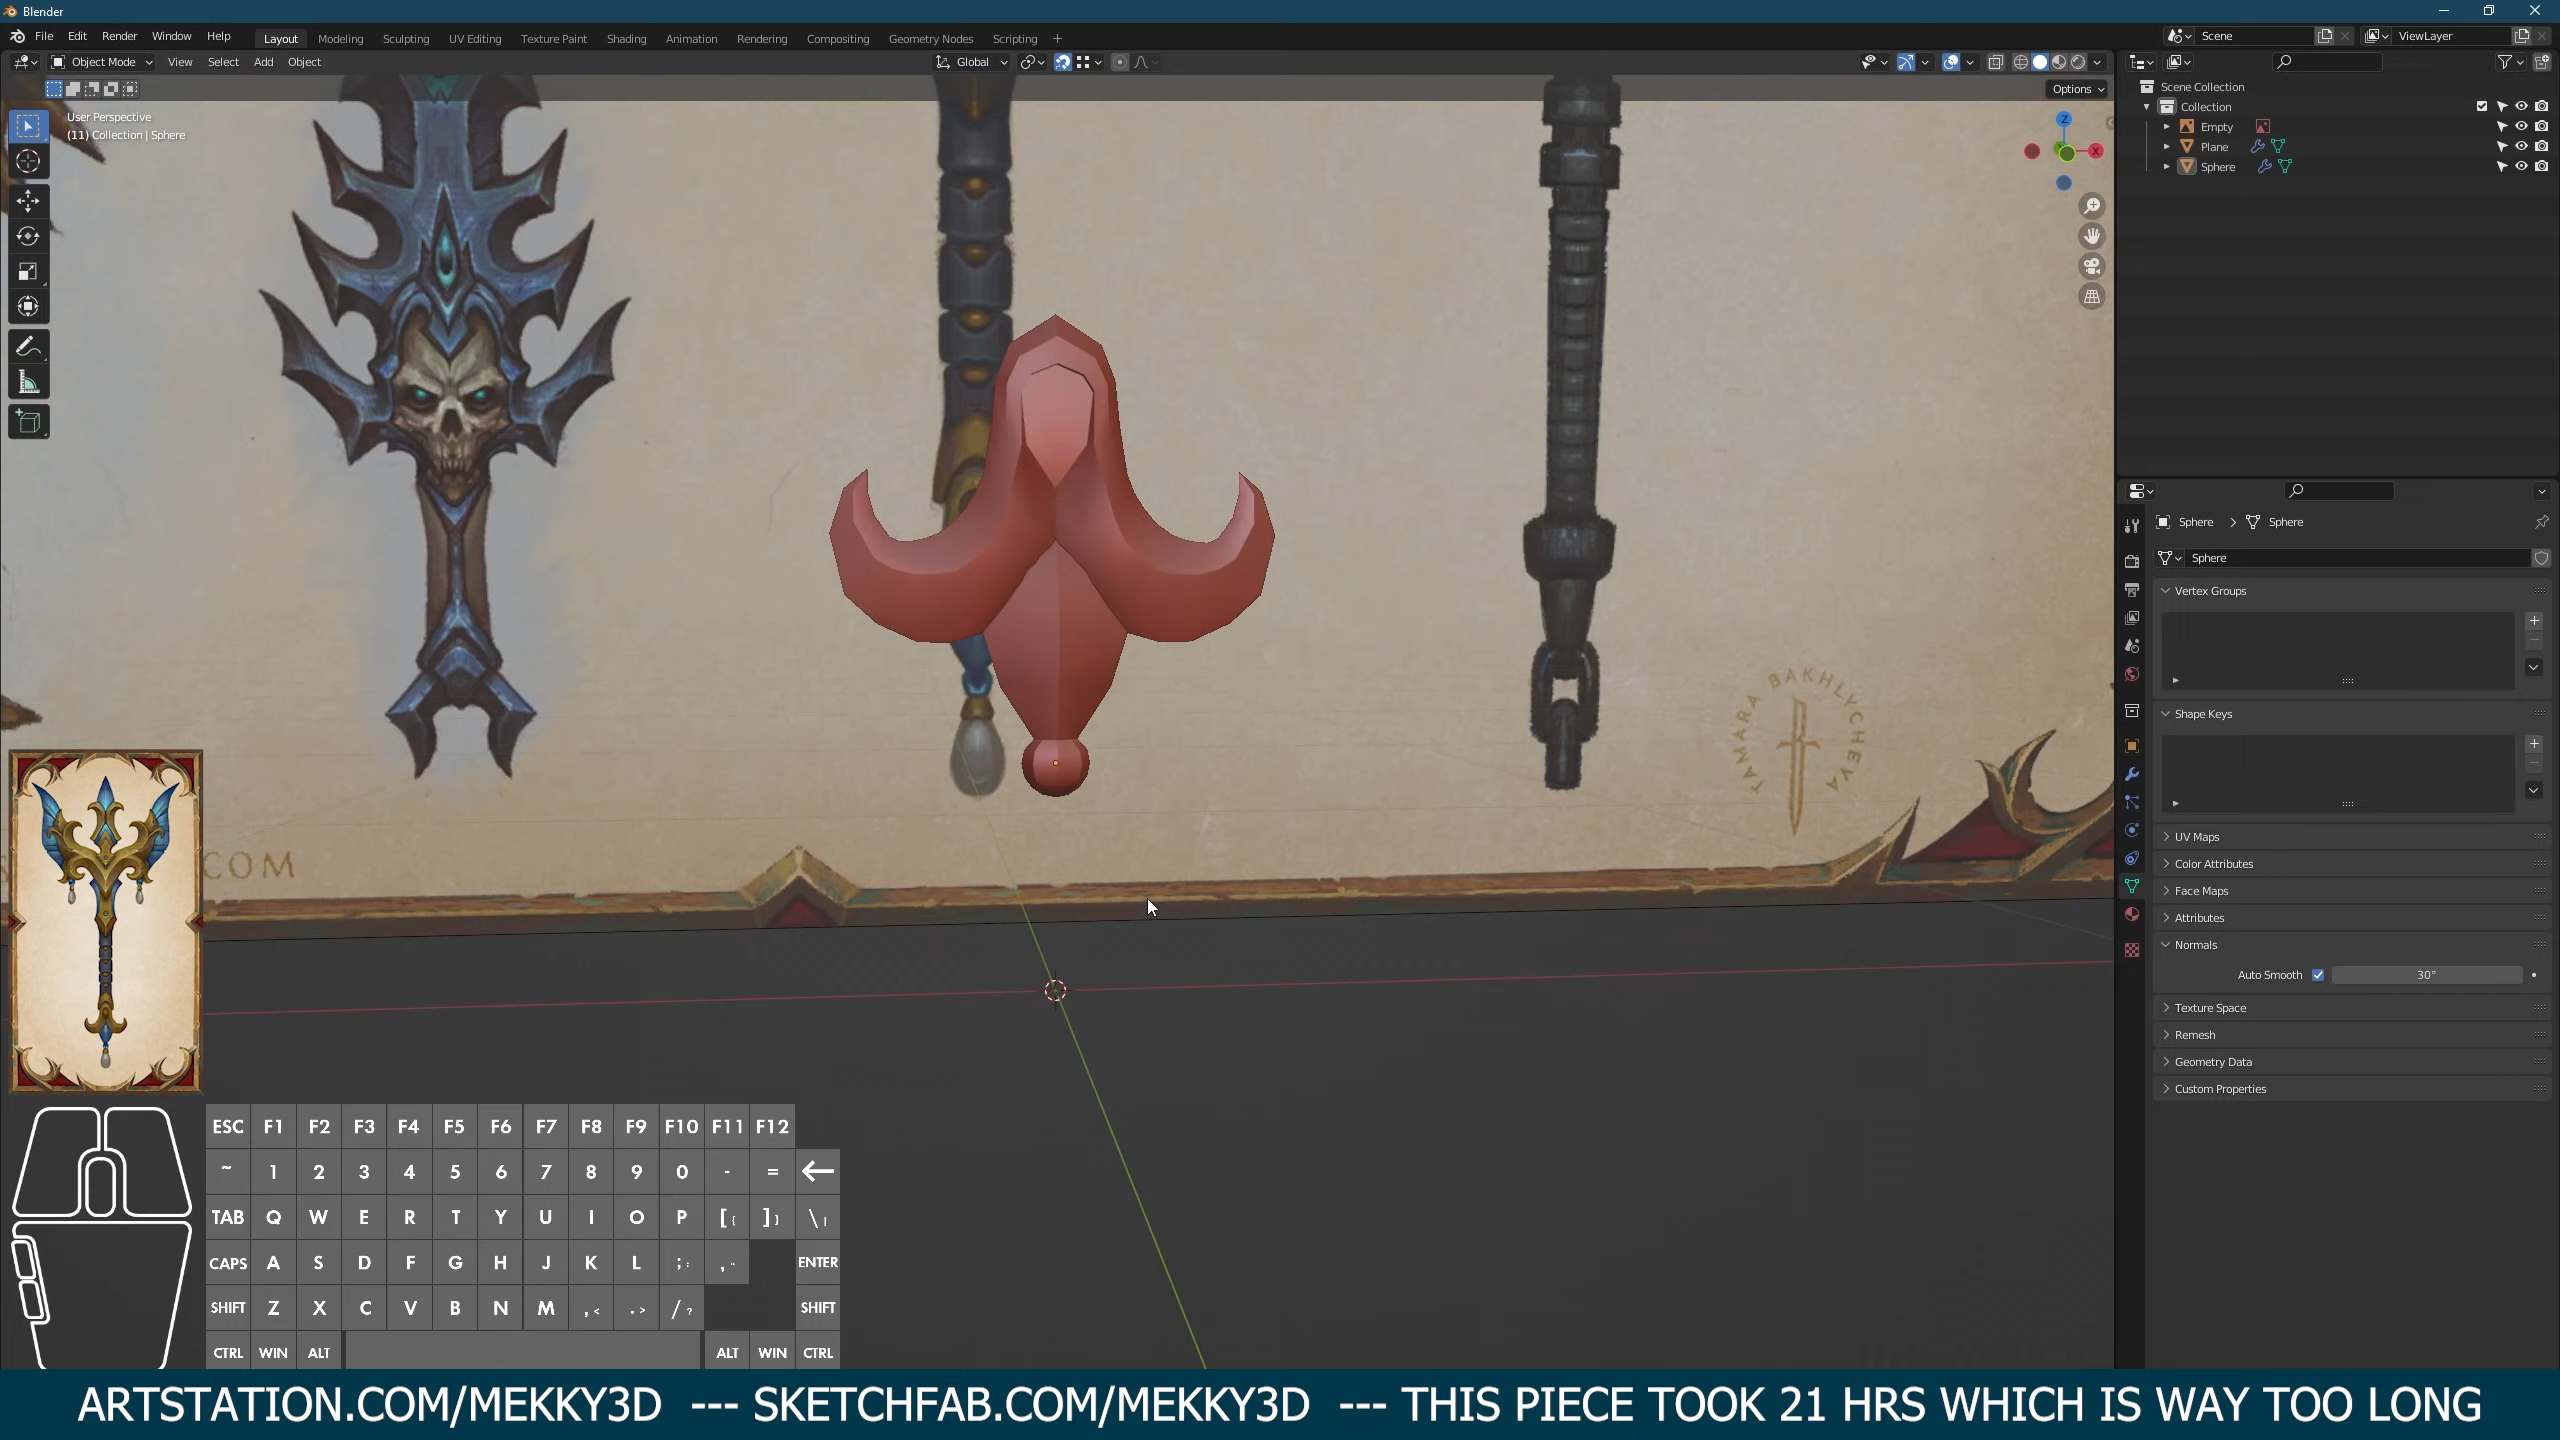 Blender
File Edit Render Window Help
Layout Modeling Sculpting UV Editing Texture Paint Shading Animation Rendering Compositing Geometry Nodes Scripting +
Scene
ViewLayer
Object Mode View Select Add Object
Global
Options
User Perspective
(11) Collection | Sphere
Z
X
Scene Collection
Collection
Empty
Plane
Sphere
Sphere > Sphere
Sphere
Vertex Groups
Shape Keys
UV Maps
Color Attributes
Face Maps
Attributes
Normals
Auto Smooth 30°
Texture Space
Remesh
Geometry Data
Custom Properties
TAMARA BAKHLYCHEVA
COM
ESC F1 F2 F3 F4 F5 F6 F7 F8 F9 F10 F11 F12
~ 1 2 3 4 5 6 7 8 9 0 - = ←
TAB Q W E R T Y U I O P [ { ] } \ |
CAPS A S D F G H J K L ; : , " ENTER
SHIFT Z X C V B N M , < . > / ? SHIFT
CTRL WIN ALT ALT WIN CTRL
ARTSTATION.COM/MEKKY3D --- SKETCHFAB.COM/MEKKY3D --- THIS PIECE TOOK 21 HRS WHICH IS WAY TOO LONG